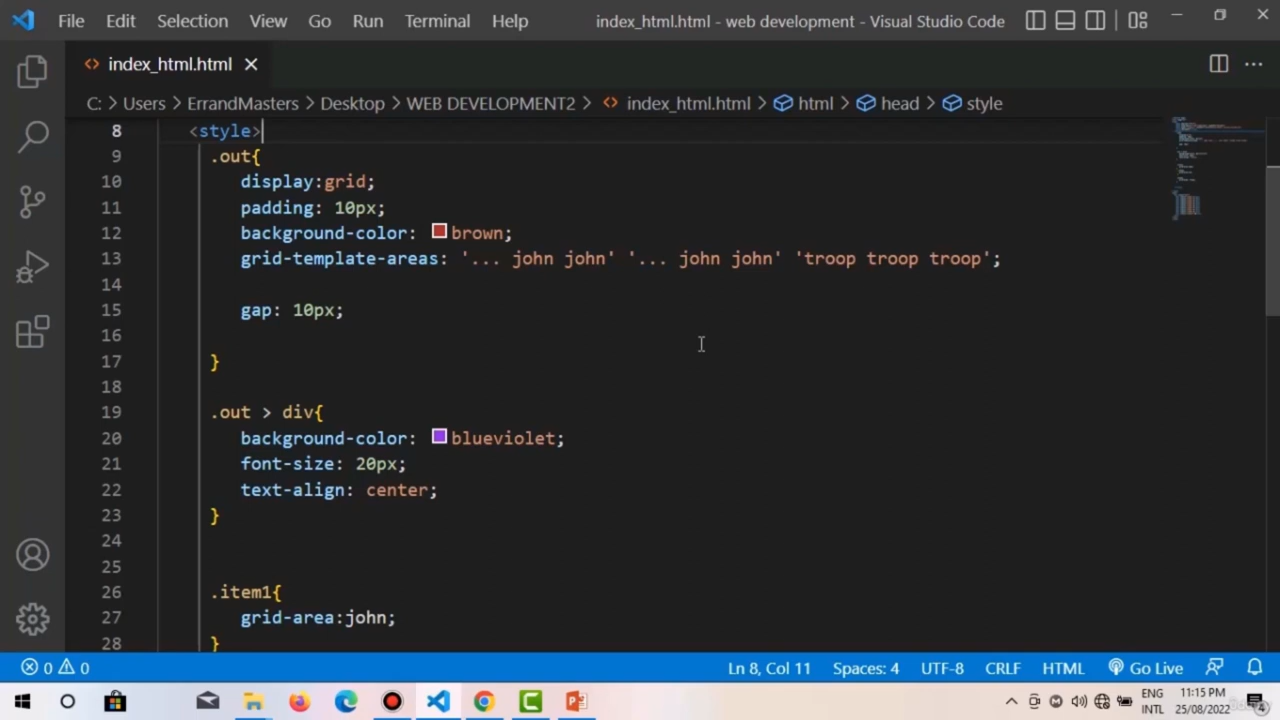 File Edit Selection View Go Run Terminal Help index_html.html - web development - Visual Studio Code
index_html.html
C: > Users > ErrandMasters > Desktop > WEB DEVELOPMENT2 > index_html.html > html > head > style
8 <style>
9 .out{
10 display:grid;
11 padding: 10px;
12 background-color: brown;
13 grid-template-areas: '... john john' '... john john' 'troop troop troop';
14
15 gap: 10px;
16
17 }
18
19 .out > div{
20 background-color: blueviolet;
21 font-size: 20px;
22 text-align: center;
23 }
24
25
26 .item1{
27 grid-area:john;
28 }
0 0 Ln 8, Col 11 Spaces: 4 UTF-8 CRLF HTML Go Live
ENG 11:15 PM
INTL 25/08/2022